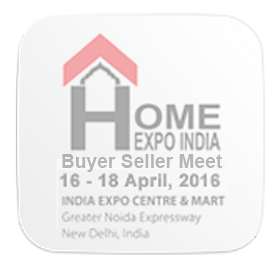 HOME
EXPO INDIA
Buyer Seller Meet
16 - 18 April, 2016
INDIA EXPO CENTRE & MART
Greater Noida Expressway
New Delhi, India